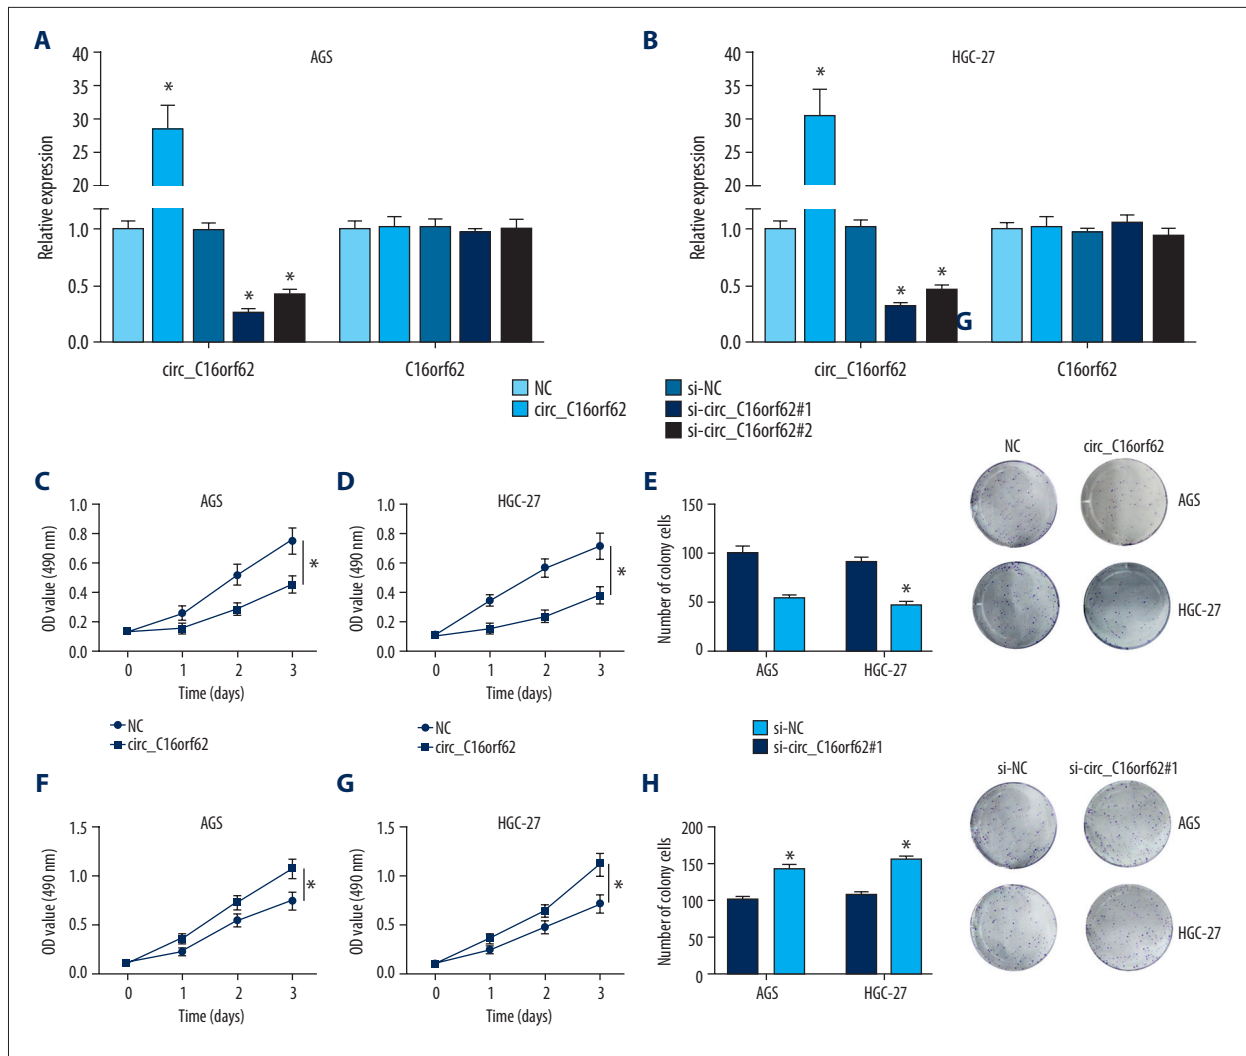 A
AGS
40
35
30
25
20
1.0
0.5
0.0
Relative expression
*
*
*
circ_C16orf62
C16orf62
B
HGC-27
40
35
30
25
20
1.0
0.5
0.0
Relative expression
*
*
*
G
circ_C16orf62
C16orf62
NC
circ_C16orf62
si-NC
si-circ_C16orf62#1
si-circ_C16orf62#2
C
AGS
1.0
0.8
0.6
0.4
0.2
0.0
OD value (490 nm)
*
0 1 2 3
Time (days)
NC
circ_C16orf62
D
HGC-27
1.0
0.8
0.6
0.4
0.2
0.0
OD value (490 nm)
*
0 1 2 3
Time (days)
NC
circ_C16orf62
E
150
100
50
0
Number of colony cells
*
AGS HGC-27
NC circ_C16orf62
AGS
HGC-27
si-NC
si-circ_C16orf62#1
F
AGS
1.5
1.0
0.5
0.0
OD value (490 nm)
*
0 1 2 3
Time (days)
G
HGC-27
1.5
1.0
0.5
0.0
OD value (490 nm)
*
0 1 2 3
Time (days)
H
200
150
100
50
0
Number of colony cells
*
*
AGS HGC-27
si-NC si-circ_C16orf62#1
AGS
HGC-27